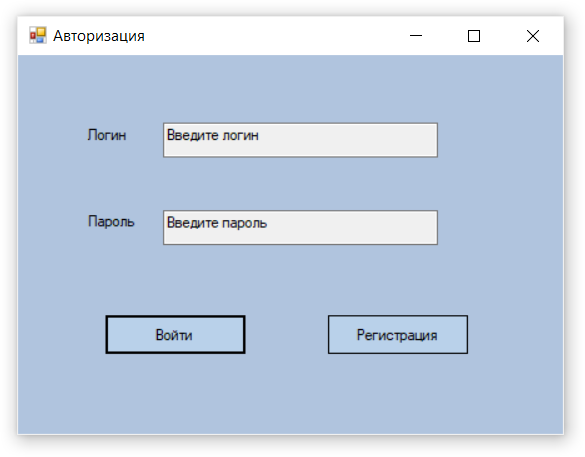 Авторизация
Логин
Введите логин
Пароль
Введите пароль
Войти
Регистрация